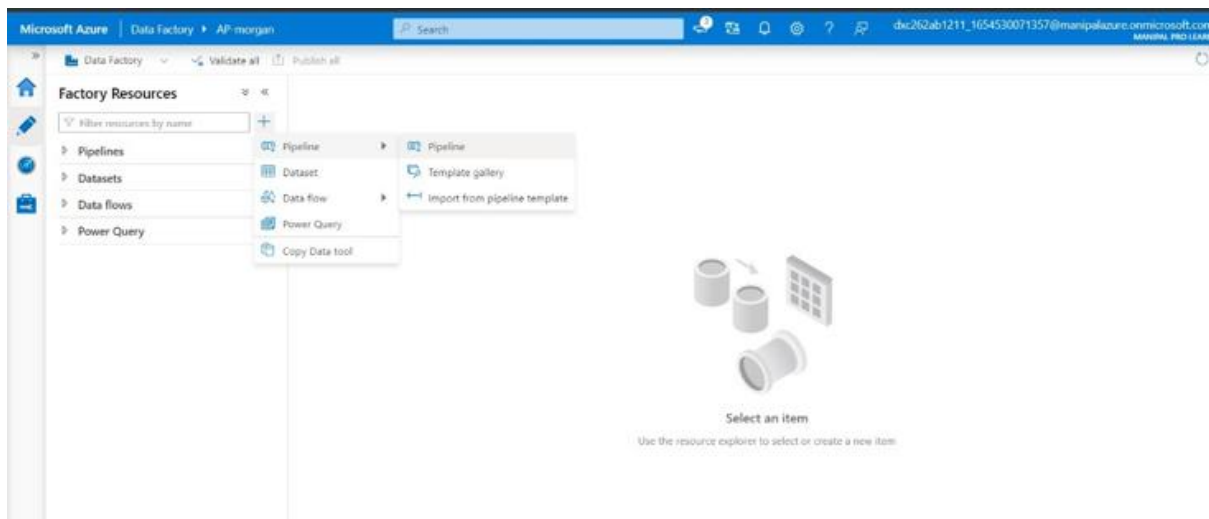 Microsoft Azure | Data Factory ▸ AP-morgan
Search
dxc262ab1211_1654530071357@manipalazure.onmicrosoft.com
MANIPAL PRO LEARN
Data Factory
Validate all
Publish all
Factory Resources
Filter resources by name
Pipelines
Datasets
Data flows
Power Query
Pipeline
Dataset
Data flow
Power Query
Copy Data tool
Pipeline
Template gallery
Import from pipeline template
Select an item
Use the resource explorer to select or create a new item